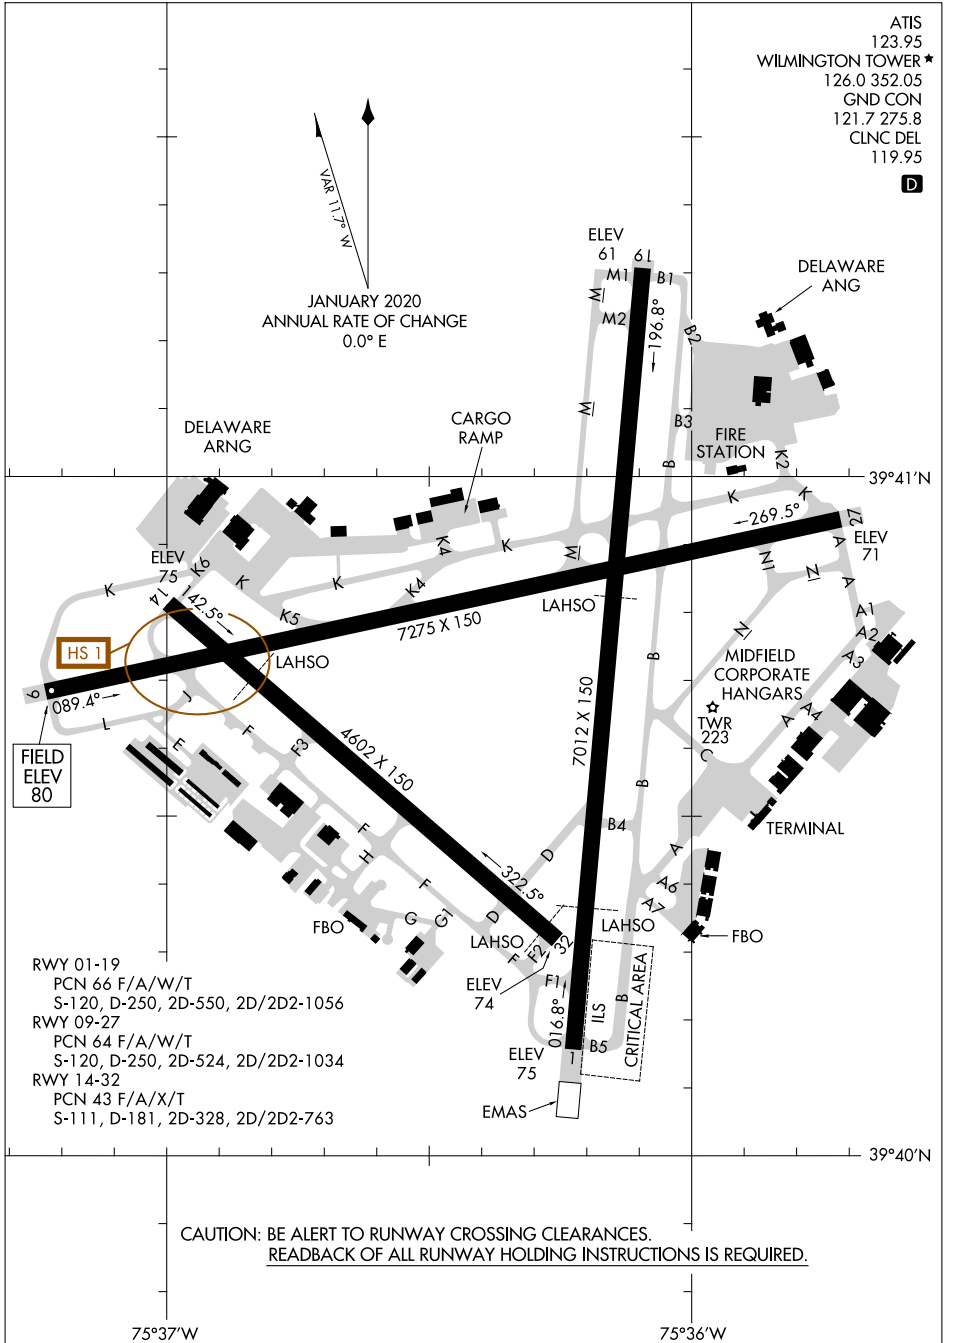 ATIS
123.95
WILMINGTON TOWER★
126.0 352.05
GND CON
121.7 275.8
CLNC DEL
119.95
D
VAR 11.7° W
JANUARY 2020
ANNUAL RATE OF CHANGE
0.0° E
ELEV
61
19
M1
B1
W
M2
196.8°
B2
DELAWARE
ANG
W
B3
B
FIRE
STATION
K2
DELAWARE
ARNG
CARGO
RAMP
39°41'N
K
K
269.5°
27
ELEV
71
A
K4
K
W
N1
N
A
ELEV
75
K6
K
K
K
K4
14
142.5°
K5
7275 X 150
LAHSO
A1
A2
A3
N
HS 1
LAHSO
B
MIDFIELD
CORPORATE
HANGARS
9
089.4°
J
L
TWR
223
A4
A
F
E
F3
4602 X 150
7012 X 150
C
FIELD
ELEV
80
B
TERMINAL
F
B4
H
D
A
F
322.5°
A6
A7
G
G1
D
FBO
LAHSO
LAHSO
FBO
F
F2
32
ELEV
74
F1
016.8°
ILS
CRITICAL AREA
B
ELEV
75
1
B5
EMAS
RWY 01-19
PCN 66 F/A/W/T
S-120, D-250, 2D-550, 2D/2D2-1056
RWY 09-27
PCN 64 F/A/W/T
S-120, D-250, 2D-524, 2D/2D2-1034
RWY 14-32
PCN 43 F/A/X/T
S-111, D-181, 2D-328, 2D/2D2-763
39°40'N
CAUTION: BE ALERT TO RUNWAY CROSSING CLEARANCES.
READBACK OF ALL RUNWAY HOLDING INSTRUCTIONS IS REQUIRED.
75°37'W
75°36'W